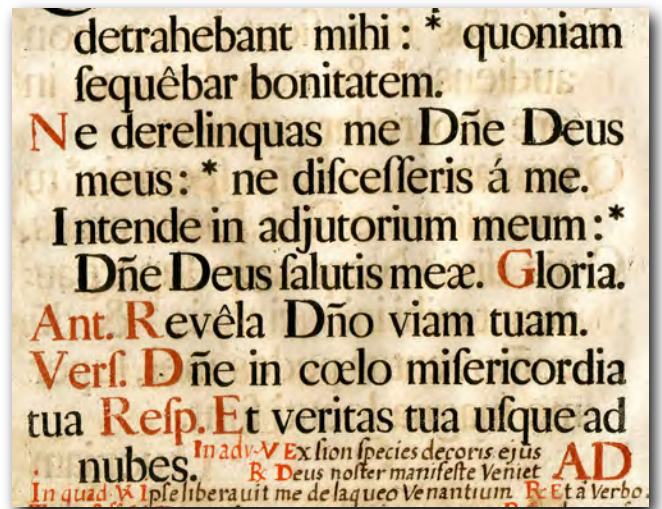 detrahebant mihi : * quoniam
ſequêbar bonitatem.
Ne derelinquas me Dñe Deus
meus: * ne diſceſſeris á me.
Intende in adjutorium meum:*
Dñe Deus ſalutis meæ. Gloria.
Ant. Revêla Dño viam tuam.
Verſ. Dñe in cœlo miſericordia
tua Reſp. Et veritas tua uſque ad
nubes. In adv. V Ex ſion ſpecies decoris ejus
℟ Deus noſter manifeſte Veniet AD
In quad. ℣ Ipſe liberauit me de laqueo Venantium ℟ Et à Verbo.